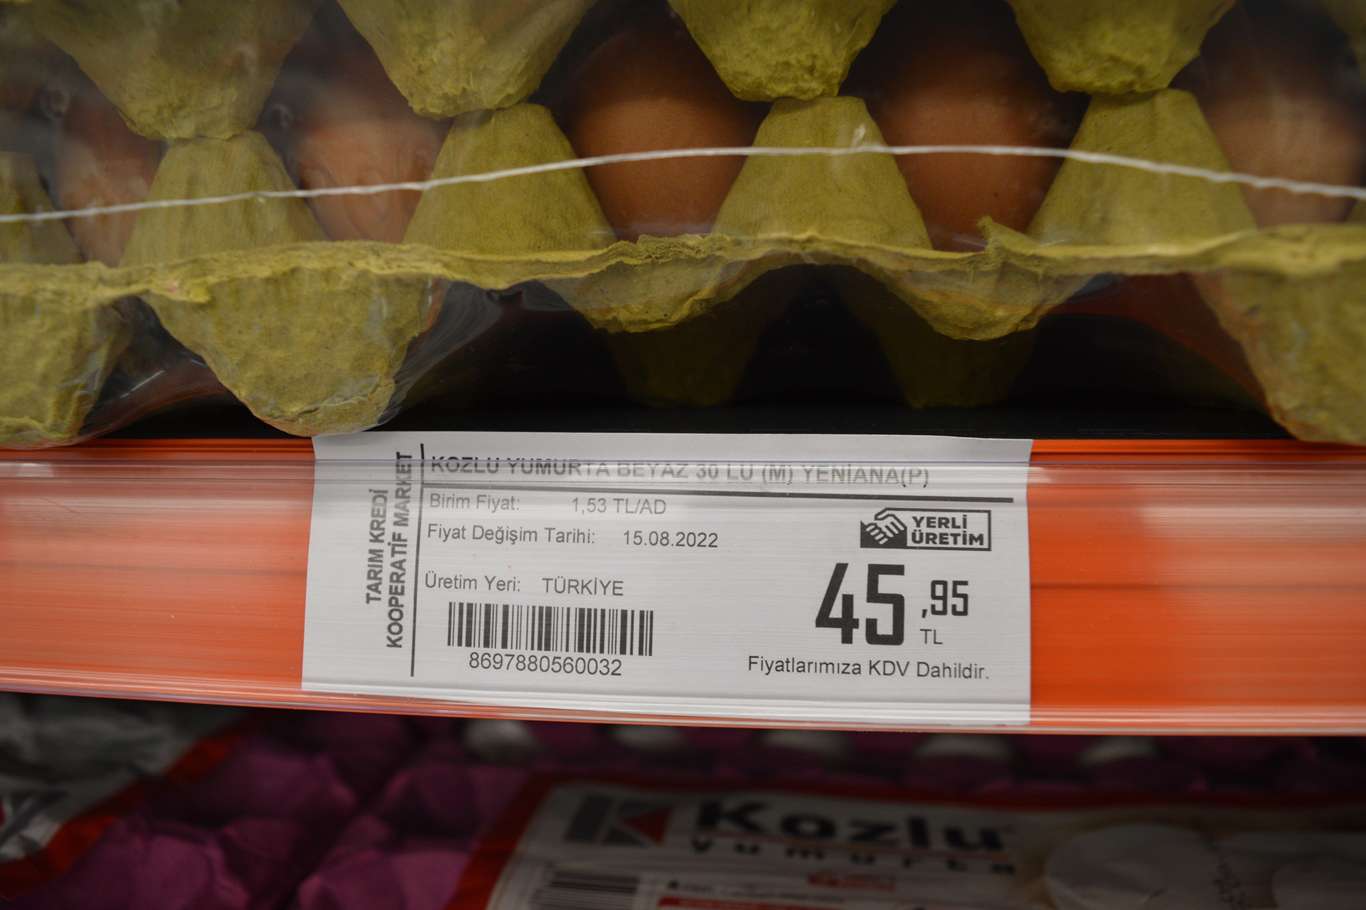 TARIM KREDİ
KOOPERATİF MARKET
KOZLU YUMURTA BEYAZ 30 LU (M) YENİANA(P)
Birim Fiyat: 1,53 TL/AD
Fiyat Değişim Tarihi: 15.08.2022
YERLİ
ÜRETİM
Üretim Yeri: TÜRKİYE
45,95
TL
8697880560032
Fiyatlarımıza KDV Dahildir.
Kozlu
Yumurta